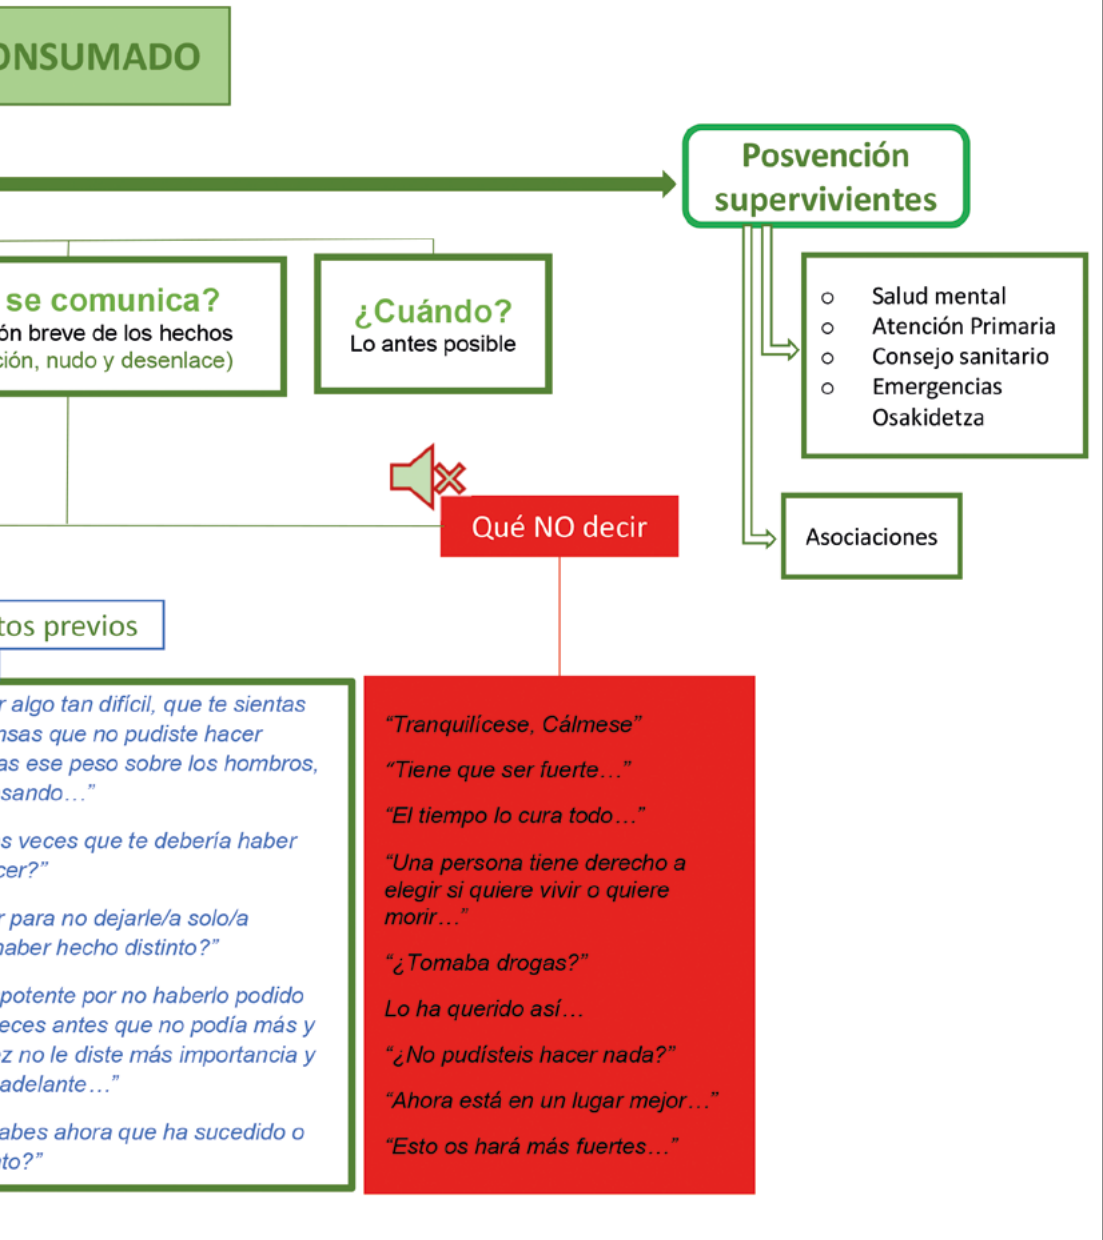 ONSUMADO
Posvención
supervivientes
se comunica?
ón breve de los hechos
ción, nudo y desenlace)
¿Cuándo?
Lo antes posible
o Salud mental
o Atención Primaria
o Consejo sanitario
o Emergencias
Osakidetza
Qué NO decir
Asociaciones
tos previos
r algo tan difícil, que te sientas
nsas que no pudiste hacer
as ese peso sobre los hombros,
sando…”
s veces que te debería haber
cer?”
r para no dejarle/a solo/a
haber hecho distinto?”
potente por no haberlo podido
eces antes que no podía más y
ez no le diste más importancia y
adelante…”
abes ahora que ha sucedido o
nto?”
“Tranquilícese, Cálmese”
“Tiene que ser fuerte…”
“El tiempo lo cura todo…”
“Una persona tiene derecho a
elegir si quiere vivir o quiere
morir…”
“¿Tomaba drogas?”
Lo ha querido así…
“¿No pudísteis hacer nada?”
“Ahora está en un lugar mejor…”
“Esto os hará más fuertes…”